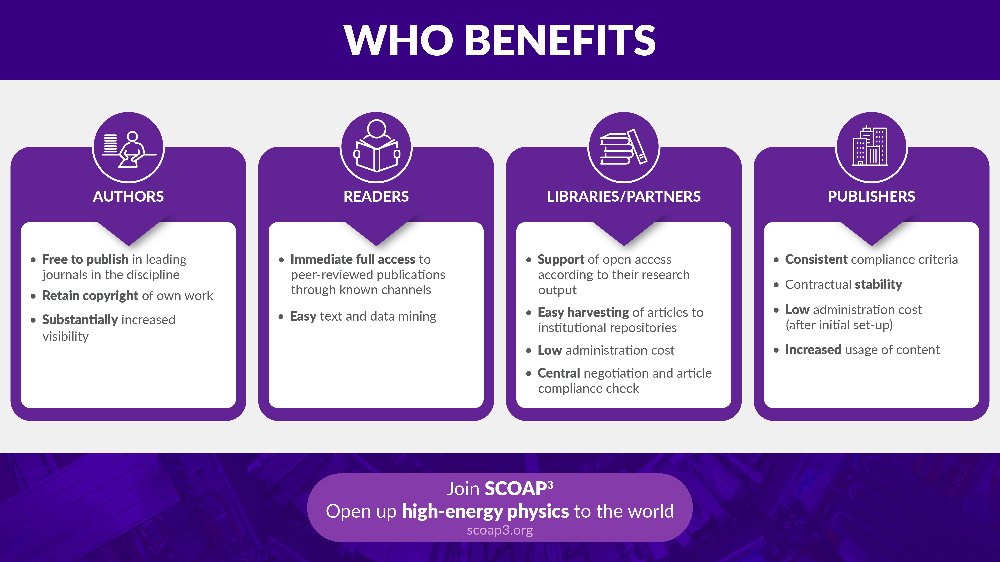 WHO BENEFITS
AUTHORS
• Free to publish in leading
journals in the discipline
• Retain copyright of own work
• Substantially increased
visibility
READERS
• Immediate full access to
peer-reviewed publications
through known channels
• Easy text and data mining
LIBRARIES/PARTNERS
• Support of open access
according to their research
output
• Easy harvesting of articles to
institutional repositories
• Low administration cost
• Central negotiation and article
compliance check
PUBLISHERS
• Consistent compliance criteria
• Contractual stability
• Low administration cost
(after initial set-up)
• Increased usage of content
Join SCOAP³
Open up high-energy physics to the world
scoap3.org